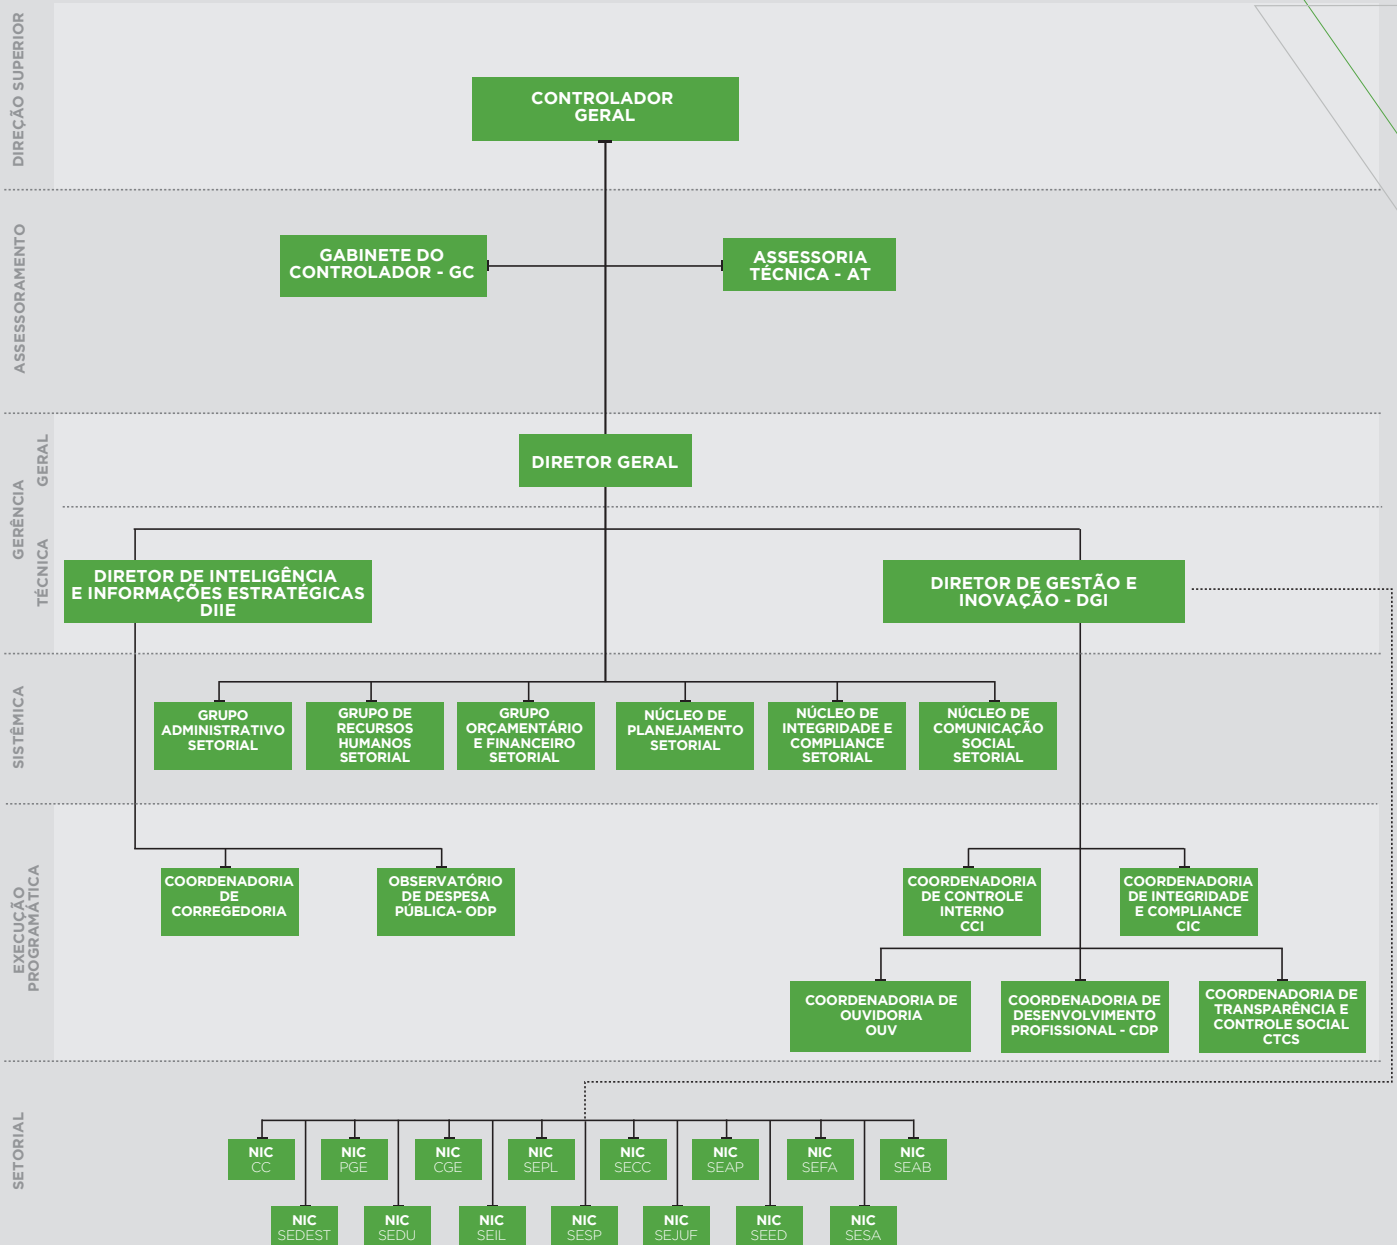 DIREÇÃO SUPERIOR
CONTROLADOR
GERAL
ASSESSORAMENTO
GABINETE DO
CONTROLADOR - GC
ASSESSORIA
TÉCNICA - AT
GERÊNCIA
GERAL
DIRETOR GERAL
TÉCNICA
DIRETOR DE INTELIGÊNCIA
E INFORMAÇÕES ESTRATÉGICAS
DIIE
DIRETOR DE GESTÃO E
INOVAÇÃO - DGI
SISTÊMICA
GRUPO
ADMINISTRATIVO
SETORIAL
GRUPO DE
RECURSOS
HUMANOS
SETORIAL
GRUPO
ORÇAMENTÁRIO
E FINANCEIRO
SETORIAL
NÚCLEO DE
PLANEJAMENTO
SETORIAL
NÚCLEO DE
INTEGRIDADE E
COMPLIANCE
SETORIAL
NÚCLEO DE
COMUNICAÇÃO
SOCIAL
SETORIAL
EXECUÇÃO
PROGRAMÁTICA
COORDENADORIA
DE
CORREGEDORIA
OBSERVATÓRIO
DE DESPESA
PÚBLICA- ODP
COORDENADORIA
DE CONTROLE
INTERNO
CCI
COORDENADORIA
DE INTEGRIDADE
E COMPLIANCE
CIC
COORDENADORIA DE
OUVIDORIA
OUV
COORDENADORIA DE
DESENVOLVIMENTO
PROFISSIONAL - CDP
COORDENADORIA DE
TRANSPARÊNCIA E
CONTROLE SOCIAL
CTCS
SETORIAL
NIC
CC
NIC
PGE
NIC
CGE
NIC
SEPL
NIC
SECC
NIC
SEAP
NIC
SEFA
NIC
SEAB
NIC
SEDEST
NIC
SEDU
NIC
SEIL
NIC
SESP
NIC
SEJUF
NIC
SEED
NIC
SESA